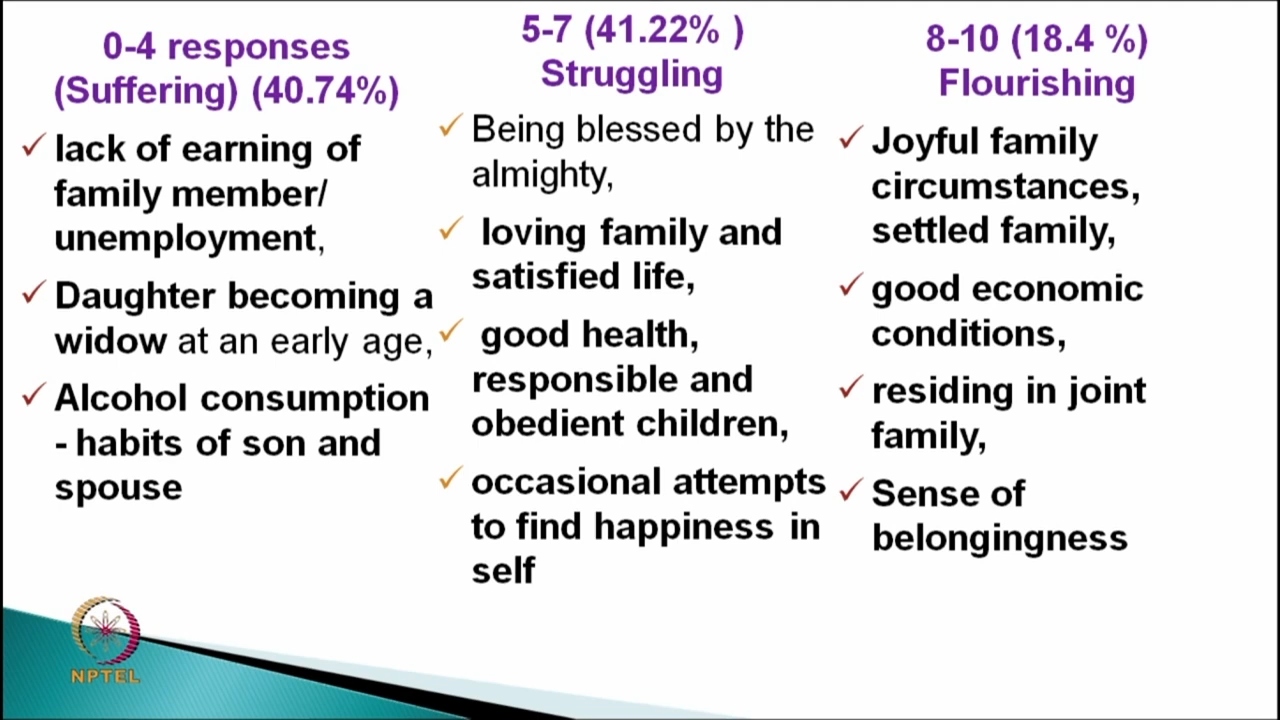 0-4 responses
(Suffering) (40.74%)
✓ lack of earning of
family member/
unemployment,
✓ Daughter becoming a
widow at an early age,
✓ Alcohol consumption
- habits of son and
spouse
5-7 (41.22% )
Struggling
✓ Being blessed by the
almighty,
✓ loving family and
satisfied life,
✓ good health,
responsible and
obedient children,
✓ occasional attempts
to find happiness in
self
8-10 (18.4 %)
Flourishing
✓ Joyful family
circumstances,
settled family,
✓ good economic
conditions,
✓ residing in joint
family,
✓ Sense of
belongingness
NPTEL